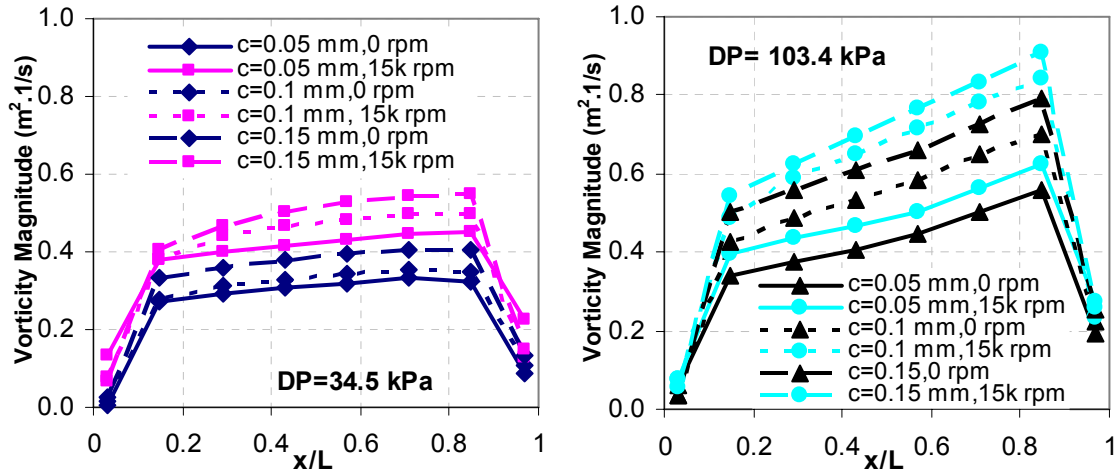 Vorticity Magnitude (m².1/s)
1.0
0.8
0.6
0.4
0.2
0.0
c=0.05 mm,0 rpm
c=0.05 mm,15k rpm
c=0.1 mm,0 rpm
c=0.1 mm, 15k rpm
c=0.15 mm,0 rpm
c=0.15 mm,15k rpm
DP=34.5 kPa
0 0.2 0.4 0.6 0.8 1
x/L
Vorticity Magnitude (m².1/s)
1.0
0.8
0.6
0.4
0.2
0.0
DP= 103.4 kPa
c=0.05 mm,0 rpm
c=0.05 mm,15k rpm
c=0.1 mm,0 rpm
c=0.1 mm,15k rpm
c=0.15,0 rpm
c=0.15 mm,15k rpm
0 0.2 0.4 0.6 0.8 1
x/L